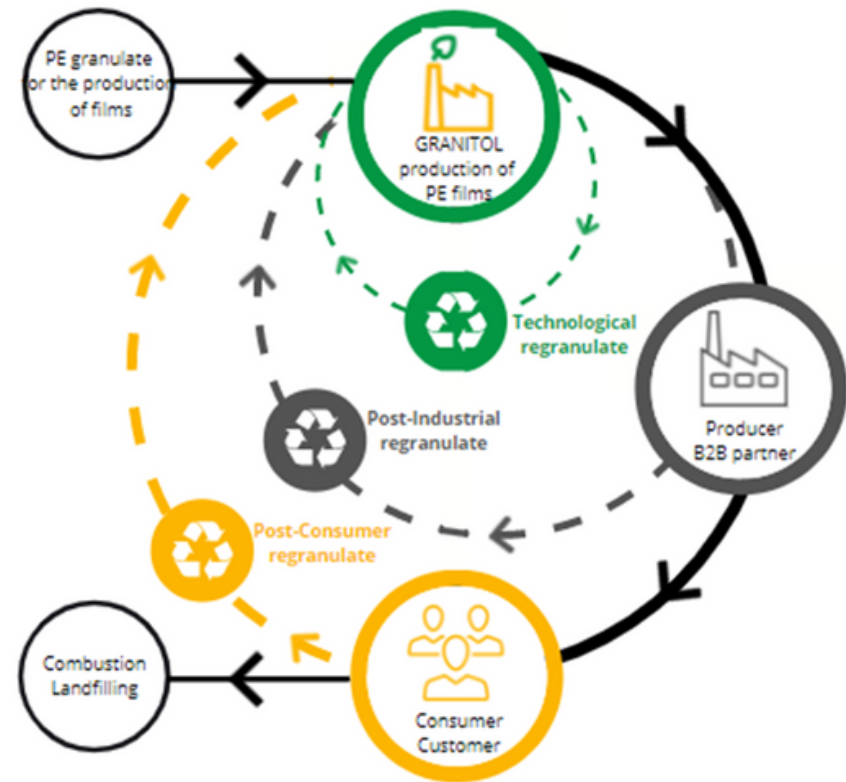 PE granulate
or the production
of films
GRANITOL
production of
PE films
Technological
regranulate
Post-Industrial
regranulate
Producer
B2B partner
Post-Consumer
regranulate
Combustion
Landfilling
Consumer
Customer